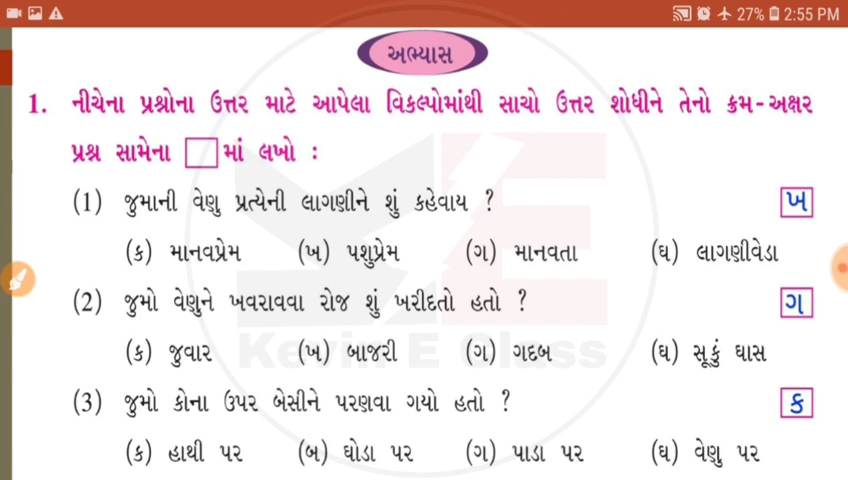 27% 2:55 PM
અભ્યાસ
1. નીચેના પ્રશ્નોના ઉત્તર માટે આપેલા વિકલ્પોમાંથી સાચો ઉત્તર શોધીને તેનો ક્રમ-અક્ષર
પ્રશ્ન સામેના માં લખો :
(1) જુમાની વેણુ પ્રત્યેની લાગણીને શું કહેવાય ? ખ
(ક) માનવપ્રેમ (ખ) પશુપ્રેમ (ગ) માનવતા (ઘ) લાગણીવેડા
(2) જુમો વેણુને ખવરાવવા રોજ શું ખરીદતો હતો ? ગ
(ક) જુવાર (ખ) બાજરી (ગ) ગદબ (ઘ) સૂકું ઘાસ
Kevin E Class
(3) જુમો કોના ઉપર બેસીને પરણવા ગયો હતો ? ક
(ક) હાથી પર (બ) ઘોડા પર (ગ) પાડા પર (ઘ) વેણુ પર